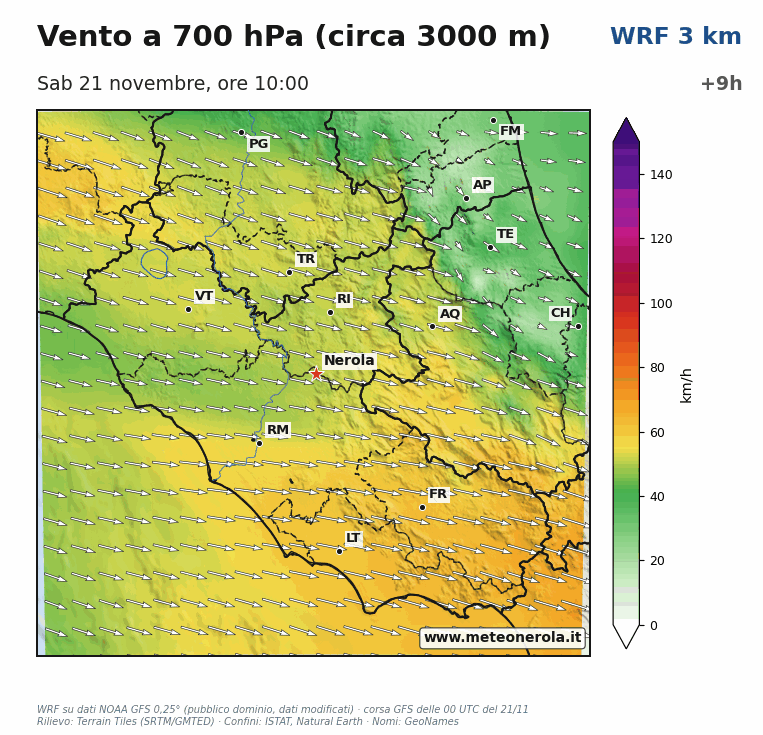 Vento a 700 hPa (circa 3000 m)
WRF 3 km
Sab 21 novembre, ore 10:00
+9h
FM
PG
AP
TE
TR
VT
RI
AQ
CH
Nerola
RM
FR
LT
www.meteonerola.it
140
120
100
80
60
40
20
0
km/h
WRF su dati NOAA GFS 0,25° (pubblico dominio, dati modificati) · corsa GFS delle 00 UTC del 21/11
Rilievo: Terrain Tiles (SRTM/GMTED) · Confini: ISTAT, Natural Earth · Nomi: GeoNames